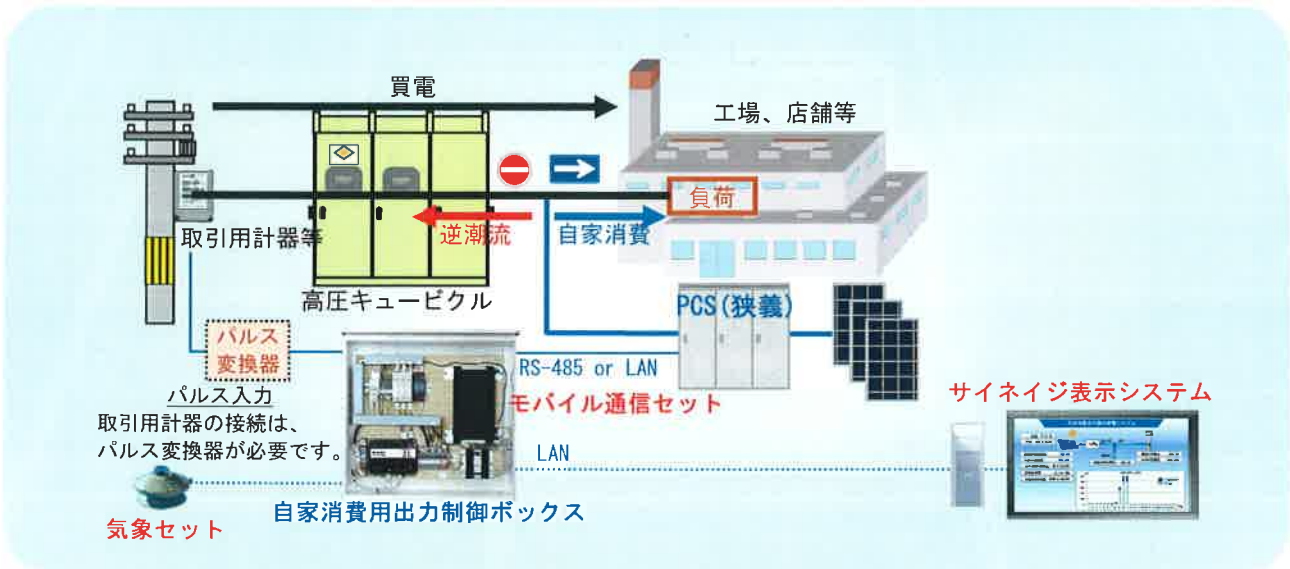 買電
工場、店舗等
負荷
取引用計器等
逆潮流
自家消費
高圧キュービクル
PCS(狭義)
パルス
変換器
RS-485 or LAN
モバイル通信セット
サイネイジ表示システム
パルス入力
取引用計器の接続は、
パルス変換器が必要です。
LAN
自家消費用出力制御ボックス
気象セット